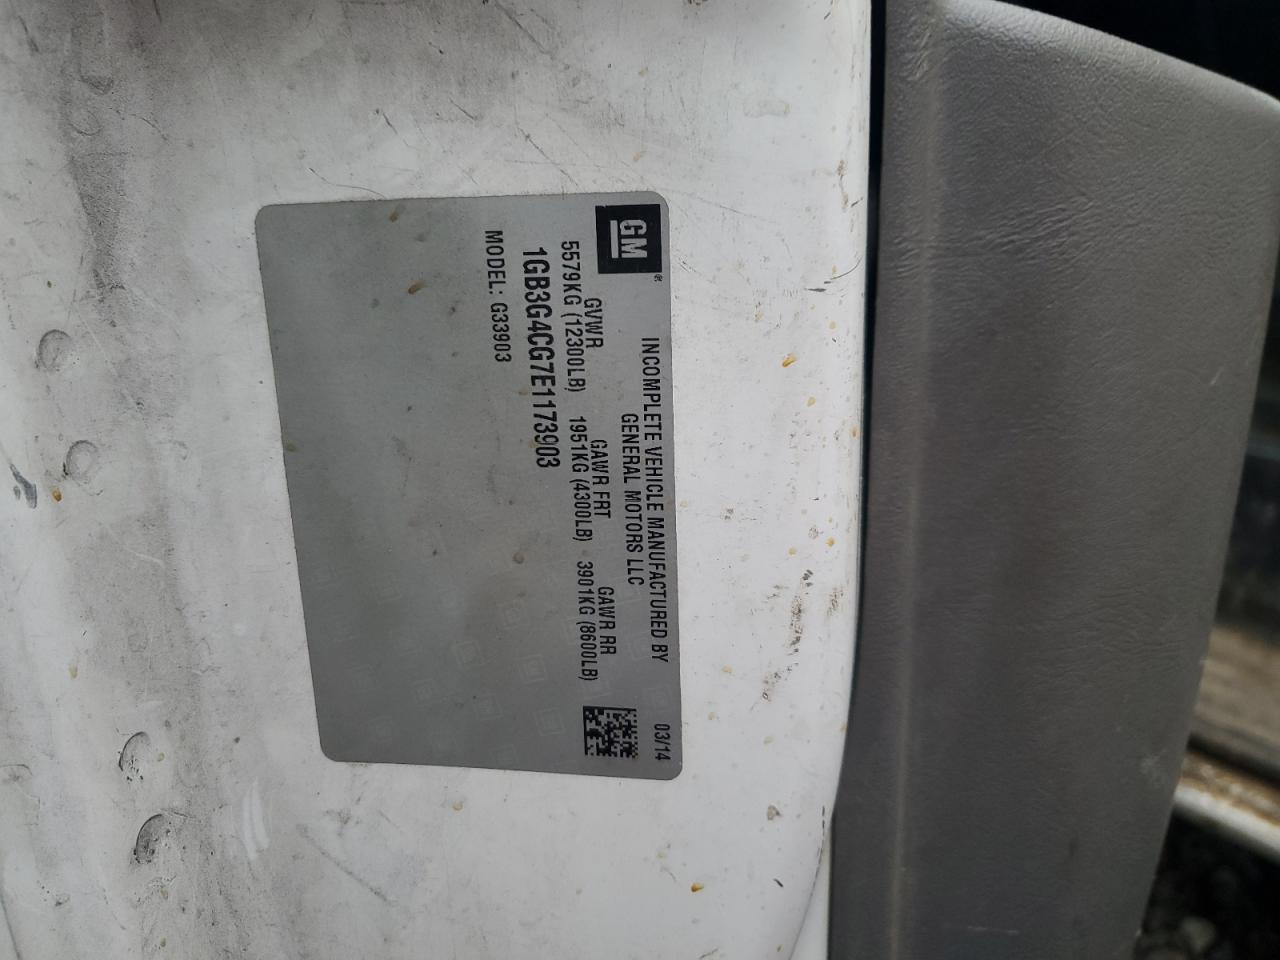 GM®
INCOMPLETE VEHICLE MANUFACTURED BY 03/14
GENERAL MOTORS LLC
GVWR GAWR FRT GAWR RR
5579KG (12300LB) 1951KG (4300LB) 3901KG (8600LB)
1GB3G4CG7E1173903
MODEL: G33903